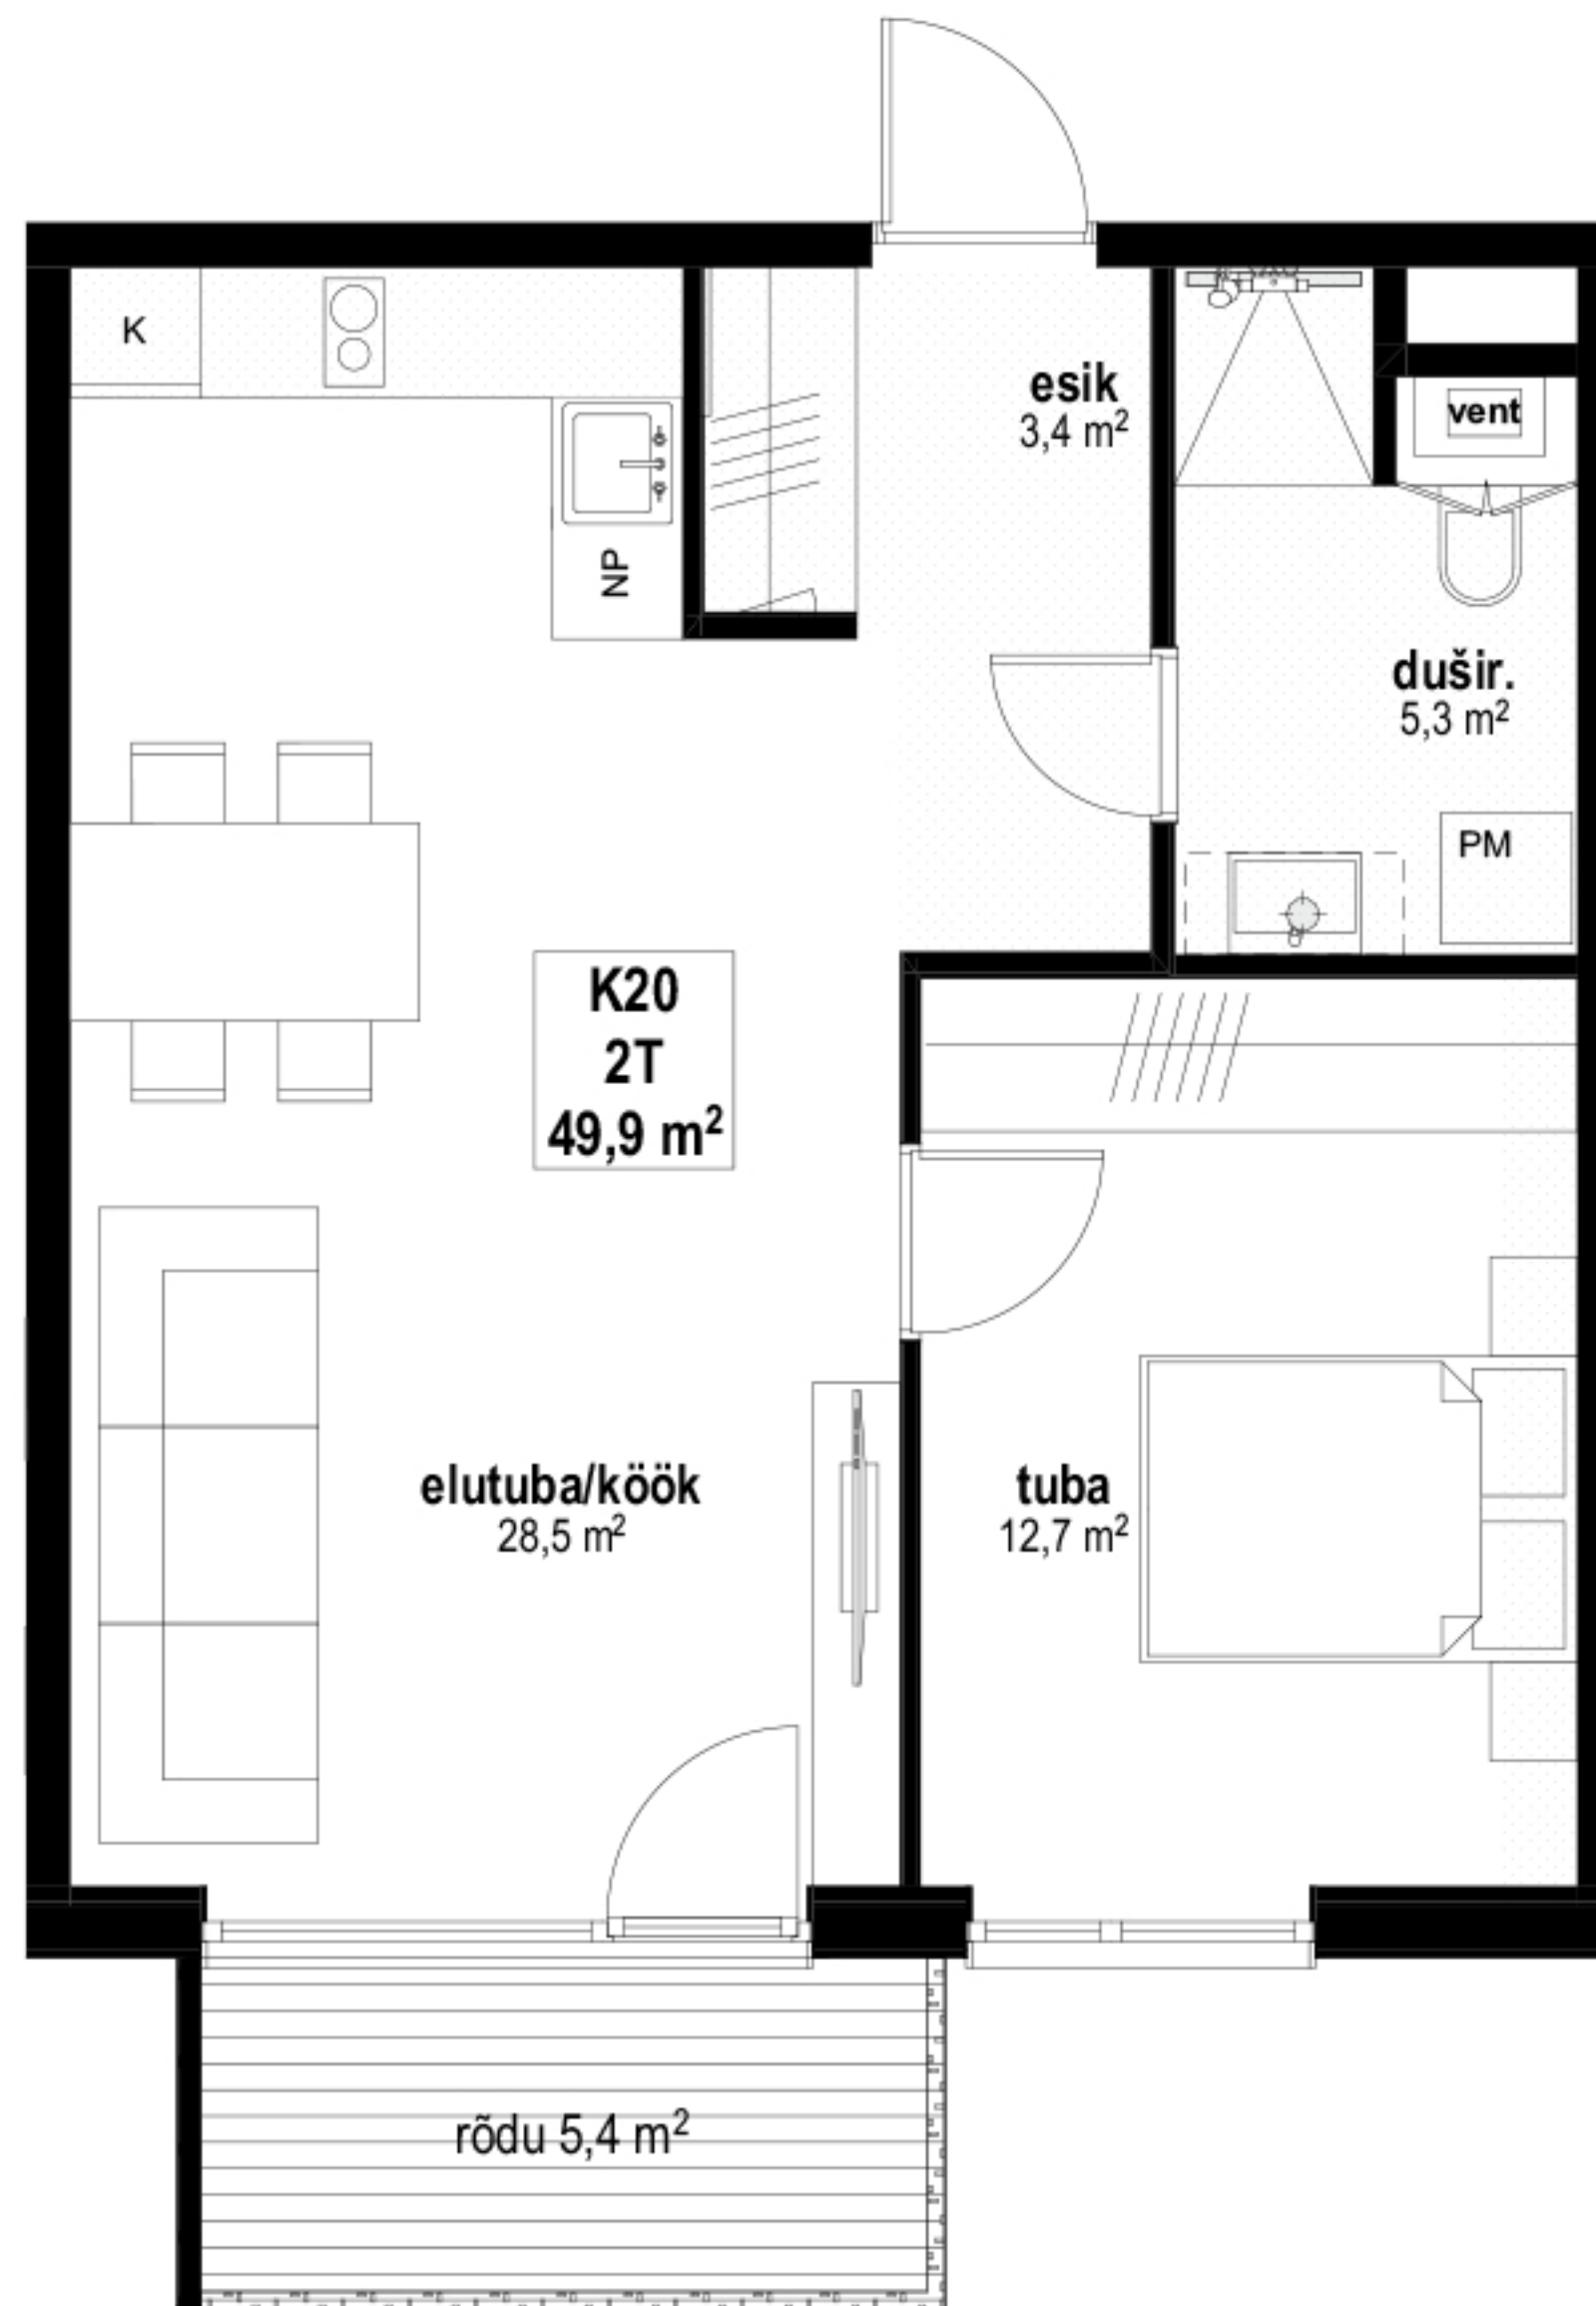 K
esik
3,4 m²
vent
NP
dušir.
5,3 m²
PM
K20
2T
49,9 m²
elutuba/köök
28,5 m²
tuba
12,7 m²
rõdu 5,4 m²